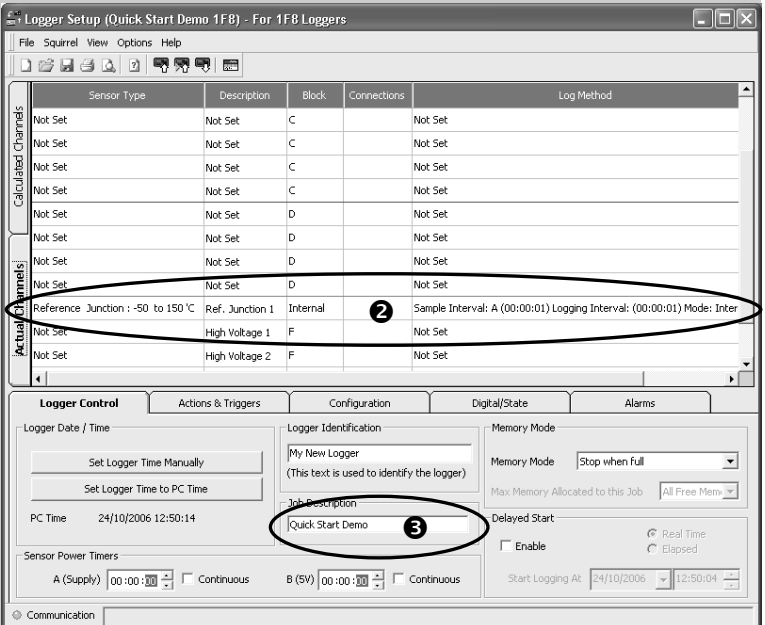 Logger Setup (Quick Start Demo 1F8) - For 1F8 Loggers
File Squirrel View Options Help
Sensor Type Description Block Connections Log Method
Not Set Not Set C Not Set
Not Set Not Set C Not Set
Not Set Not Set C Not Set
Not Set Not Set C Not Set
Not Set Not Set D Not Set
Not Set Not Set D Not Set
Not Set Not Set D Not Set
Not Set Not Set D Not Set
Reference Junction : -50 to 150 'C Ref. Junction 1 Internal ❷ Sample Interval: A (00:00:01) Logging Interval: (00:00:01) Mode: Inter
Not Set High Voltage 1 F Not Set
Not Set High Voltage 2 F Not Set
Calculated Channels
Actual Channels
Logger Control Actions & Triggers Configuration Digital/State Alarms
Logger Date / Time
Set Logger Time Manually
Set Logger Time to PC Time
PC Time 24/10/2006 12:50:14
Logger Identification
My New Logger
(This text is used to identify the logger)
Job Description
Quick Start Demo ❸
Memory Mode
Memory Mode Stop when full
Max Memory Allocated to this Job All Free Mem
Delayed Start
Enable
Real Time
Elapsed
Start Logging At 24/10/2006 12:50:04
Sensor Power Timers
A (Supply) 00:00:00 Continuous B (5V) 00:00:00 Continuous
Communication